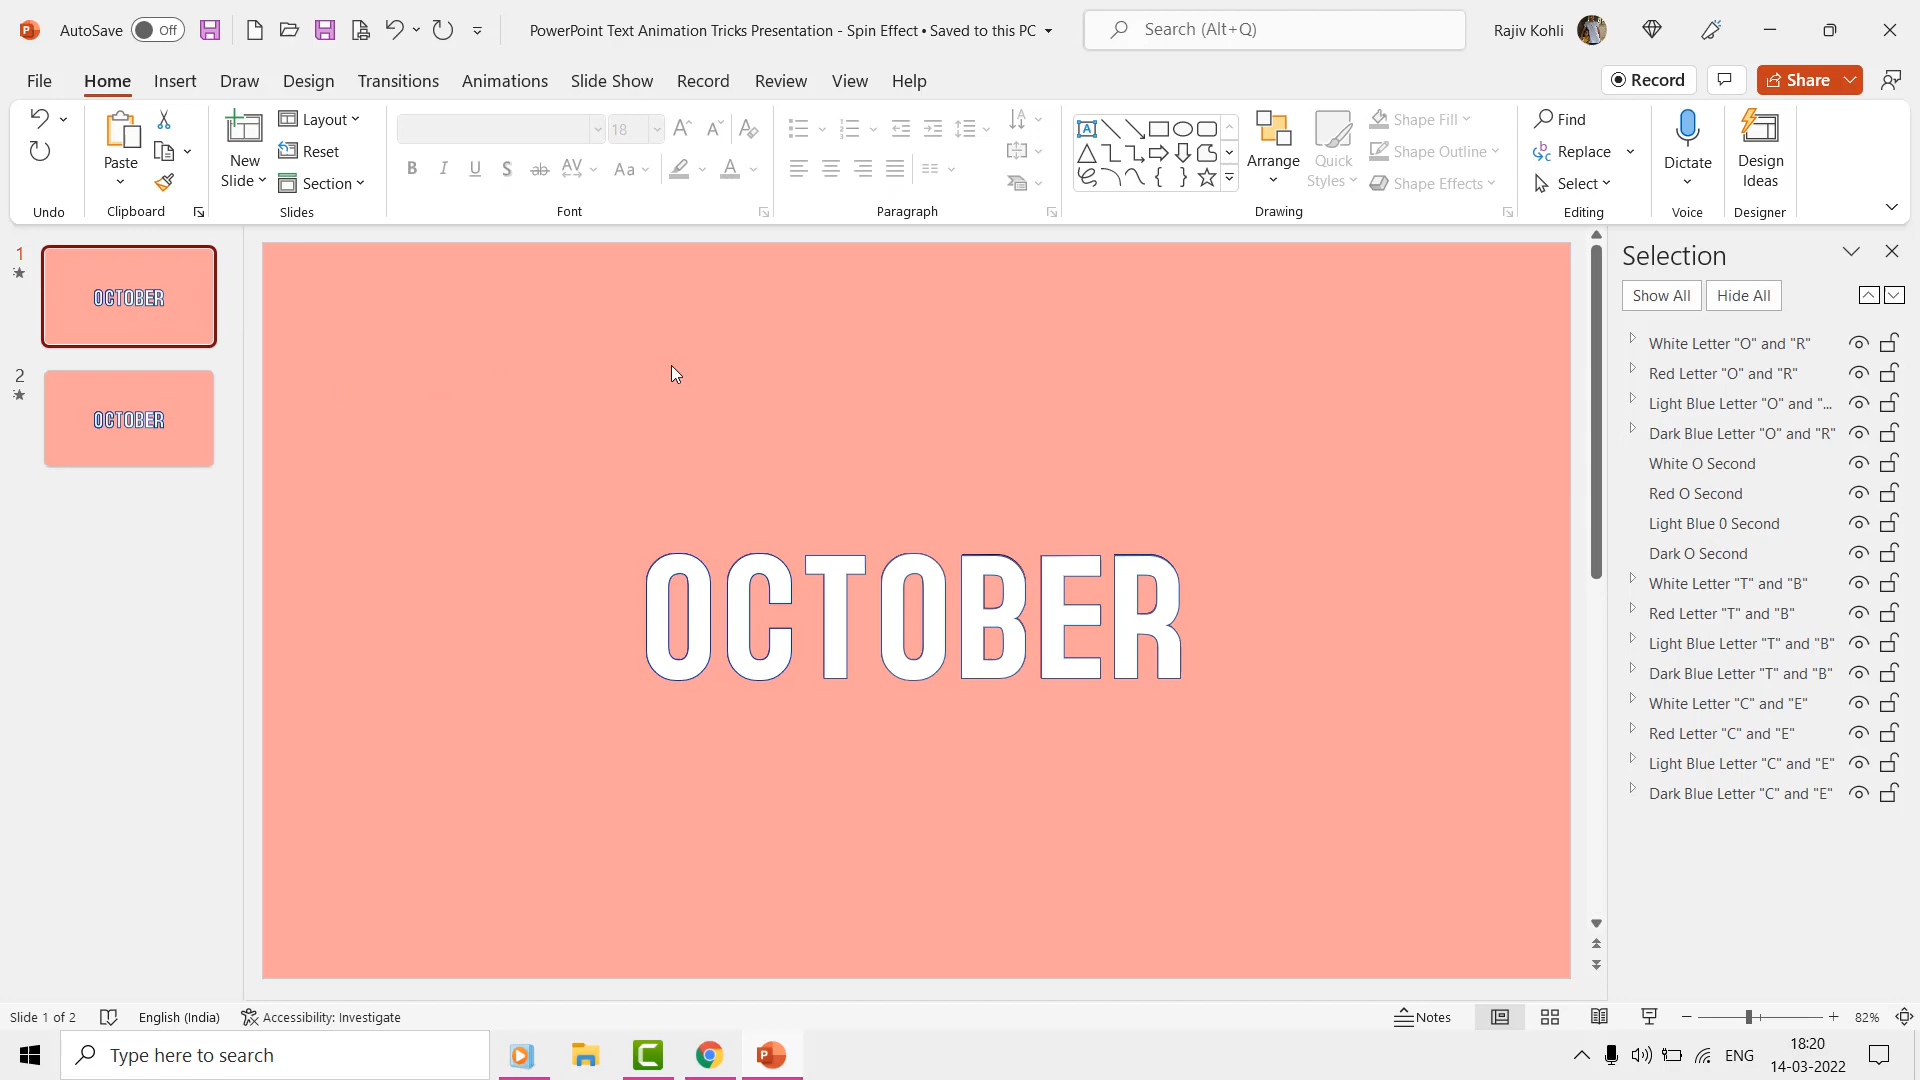 AutoSave Off PowerPoint Text Animation Tricks Presentation - Spin Effect • Saved to this PC Search (Alt+Q) Rajiv Kohli
File Home Insert Draw Design Transitions Animations Slide Show Record Review View Help Record Share
Undo
Paste
Clipboard
New Slide
Layout
Reset
Section
Slides
18
Aa
Font
Paragraph
Drawing
Arrange
Quick Styles
Shape Fill
Shape Outline
Shape Effects
Find
Replace
Select
Editing
Dictate
Voice
Design Ideas
Designer
1
OCTOBER
2
OCTOBER
OCTOBER
Selection
Show All Hide All
White Letter "O" and "R"
Red Letter "O" and "R"
Light Blue Letter "O" and "...
Dark Blue Letter "O" and "R"
White O Second
Red O Second
Light Blue 0 Second
Dark O Second
White Letter "T" and "B"
Red Letter "T" and "B"
Light Blue Letter "T" and "B"
Dark Blue Letter "T" and "B"
White Letter "C" and "E"
Red Letter "C" and "E"
Light Blue Letter "C" and "E"
Dark Blue Letter "C" and "E"
Slide 1 of 2 English (India) Accessibility: Investigate Notes 82%
Type here to search ENG 18:20
14-03-2022